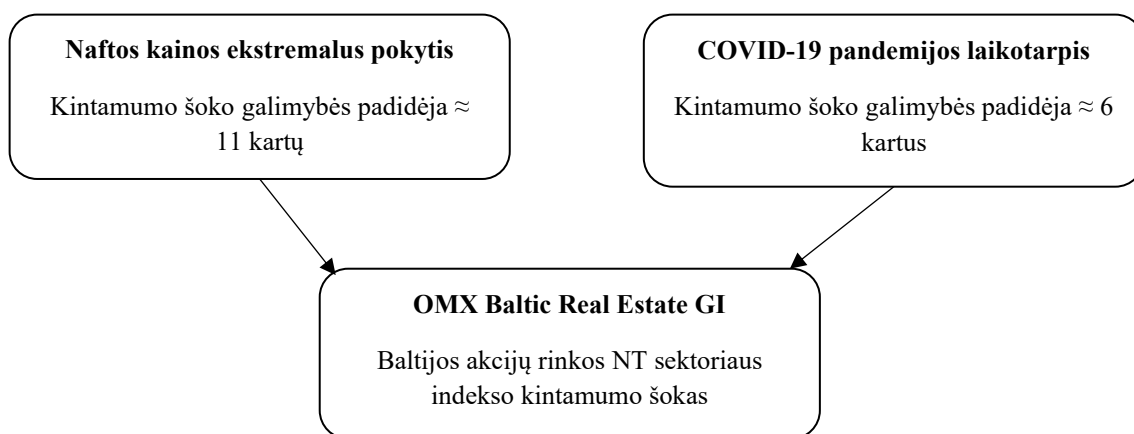 Naftos kainos ekstremalus pokytis
Kintamumo šoko galimybės padidėja ≈
11 kartų
COVID-19 pandemijos laikotarpis
Kintamumo šoko galimybės padidėja ≈ 6
kartus
OMX Baltic Real Estate GI
Baltijos akcijų rinkos NT sektoriaus
indekso kintamumo šokas